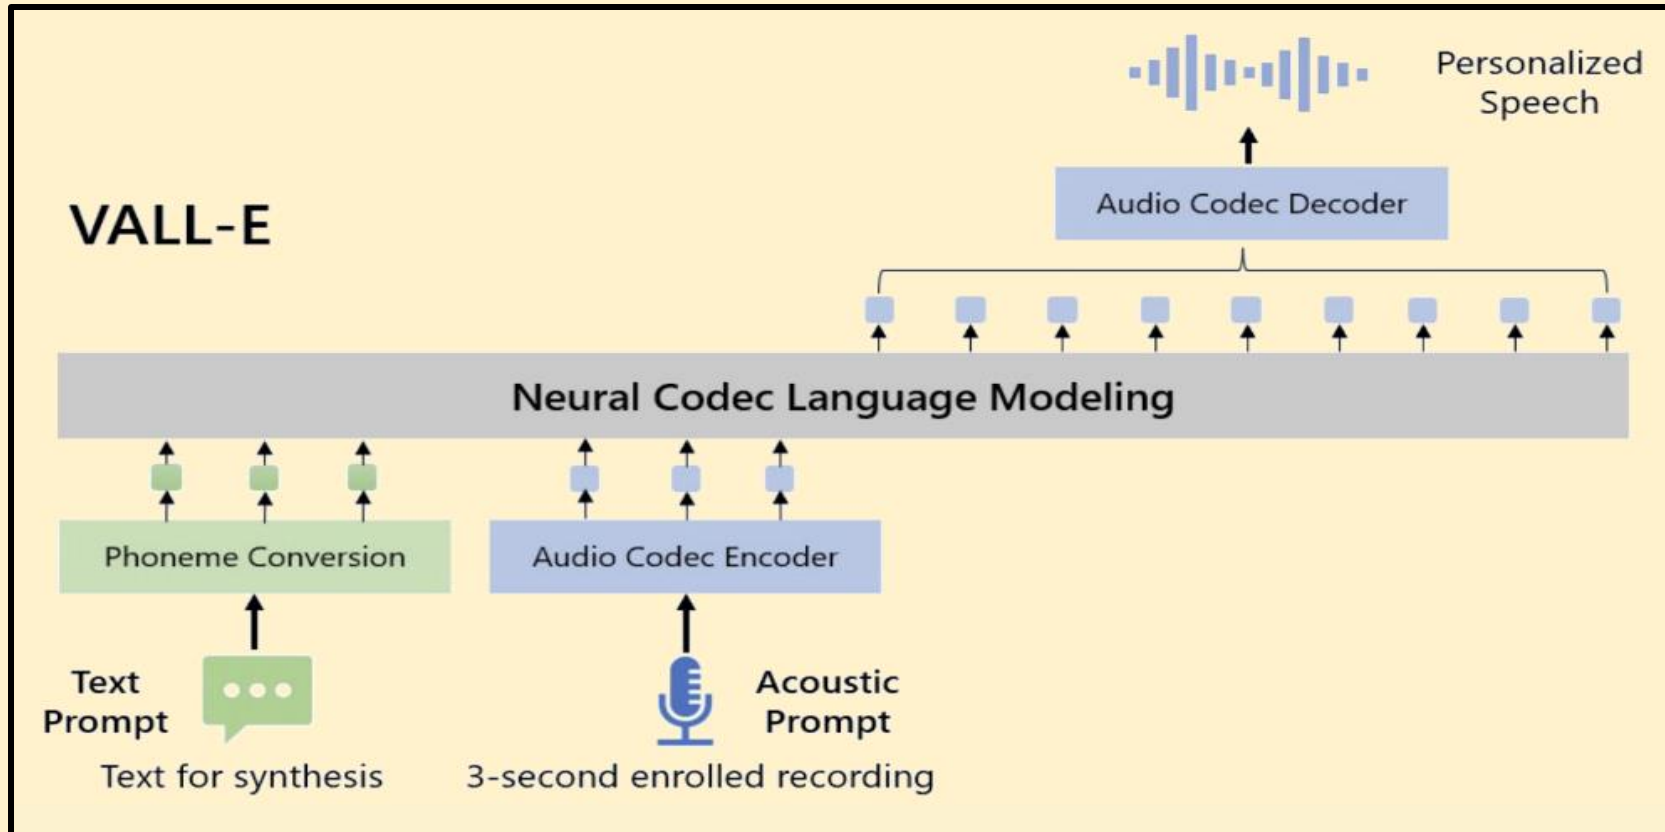 Personalized
Speech
Audio Codec Decoder
VALL-E
Neural Codec Language Modeling
Phoneme Conversion
Audio Codec Encoder
Text
Prompt
Acoustic
Prompt
Text for synthesis
3-second enrolled recording